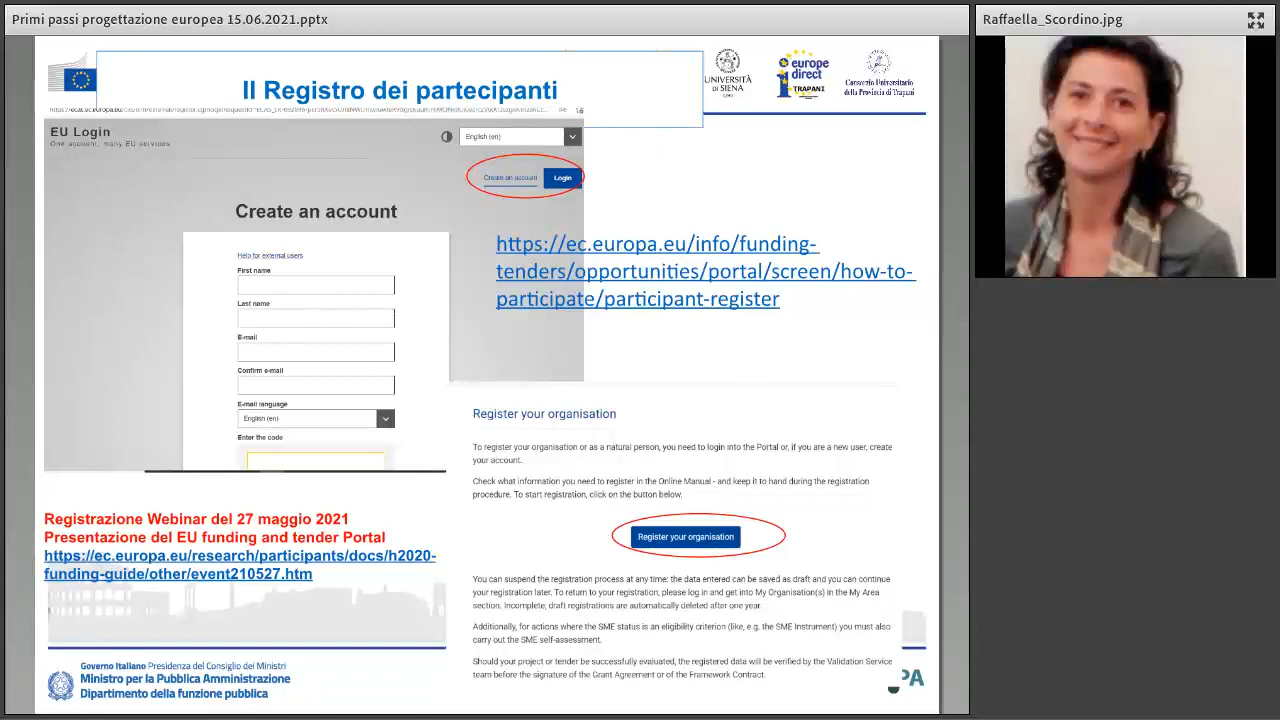 Primi passi progettazione europea 15.06.2021.pptx
Raffaella_Scordino.jpg
Il Registro dei partecipanti
UNIVERSITÀ
DI SIENA
1240
europe
direct
TRAPANI
Consorzio Universitario
della Provincia di Trapani
EU Login
One account, many EU services
English (en)
Create an account
Login
Create an account
Help for external users
First name
Last name
E-mail
Confirm e-mail
E-mail language
English (en)
Enter the code
https://ec.europa.eu/info/funding-
tenders/opportunities/portal/screen/how-to-
participate/participant-register
Register your organisation
To register your organisation or as a natural person, you need to login into the Portal or, if you are a new user, create
your account.
Check what information you need to register in the Online Manual - and keep it to hand during the registration
procedure. To start registration, click on the button below.
Register your organisation
You can suspend the registration process at any time: the data entered can be saved as draft and you can continue
your registration later. To return to your registration, please log in and get into My Organisation(s) in the My Area
section. Incomplete, draft registrations are automatically deleted after one year.
Additionally, for actions where the SME status is an eligibility criterion (like, e.g. the SME Instrument) you must also
carry out the SME self-assessment.
Should your project or tender be successfully evaluated, the registered data will be verified by the Validation Service
team before the signature of the Grant Agreement or of the Framework Contract.
Registrazione Webinar del 27 maggio 2021
Presentazione del EU funding and tender Portal
https://ec.europa.eu/research/participants/docs/h2020-
funding-guide/other/event210527.htm
Governo Italiano Presidenza del Consiglio dei Ministri
Ministro per la Pubblica Amministrazione
Dipartimento della funzione pubblica
PA